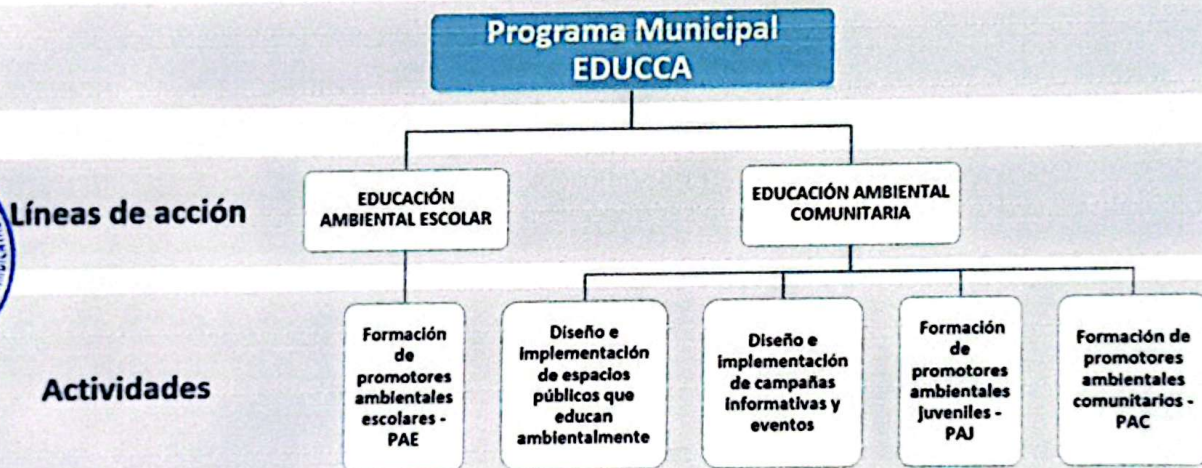 Programa Municipal
EDUCCA
Líneas de acción
EDUCACIÓN
AMBIENTAL ESCOLAR
EDUCACIÓN AMBIENTAL
COMUNITARIA
Actividades
Formación
de
promotores
ambientales
escolares -
PAE
Diseño e
implementación
de espacios
públicos que
educan
ambientalmente
Diseño e
implementación
de campañas
informativas y
eventos
Formación
de
promotores
ambientales
juveniles -
PAJ
Formación de
promotores
ambientales
comunitarios -
PAC